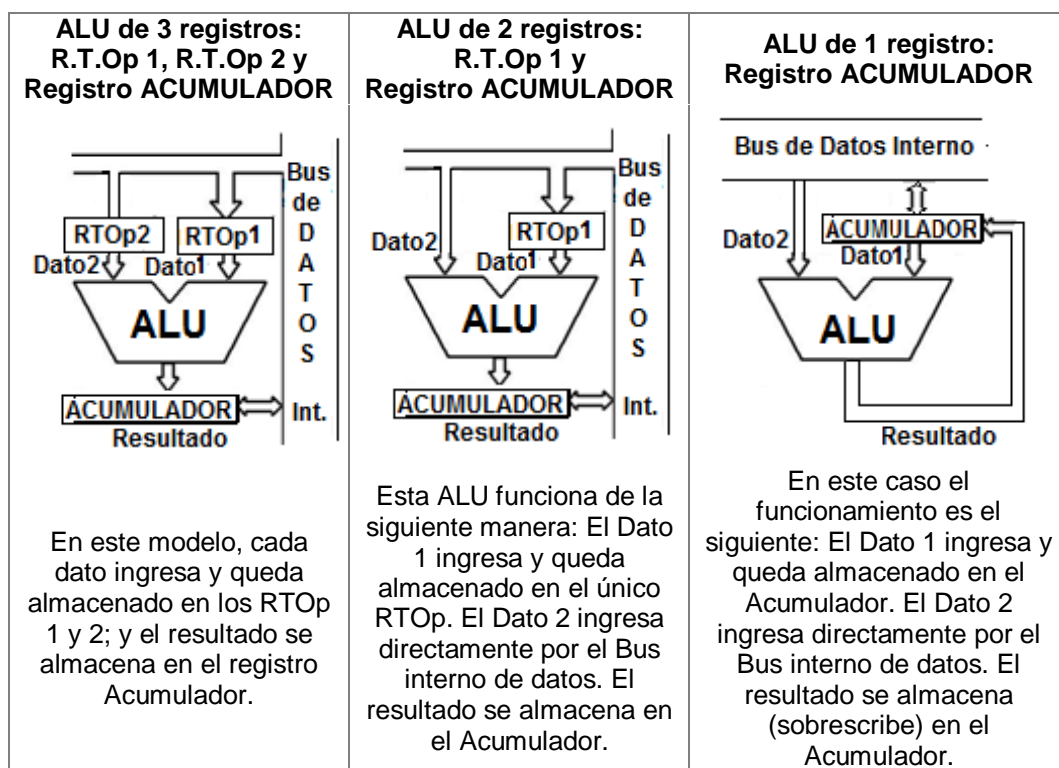 ALU de 3 registros:
R.T.Op 1, R.T.Op 2 y
Registro ACUMULADOR
Bus
de
D
A
T
O
S
Int.
RTOp2
RTOp1
Dato2
Dato1
ALU
ACUMULADOR
Resultado
En este modelo, cada
dato ingresa y queda
almacenado en los RTOp
1 y 2; y el resultado se
almacena en el registro
Acumulador.
ALU de 2 registros:
R.T.Op 1 y
Registro ACUMULADOR
Bus
de
D
A
T
O
S
Int.
RTOp1
Dato2
Dato1
ALU
ACUMULADOR
Resultado
Esta ALU funciona de la
siguiente manera: El Dato
1 ingresa y queda
almacenado en el único
RTOp. El Dato 2 ingresa
directamente por el Bus
interno de datos. El
resultado se almacena en
el Acumulador.
ALU de 1 registro:
Registro ACUMULADOR
Bus de Datos Interno
ACUMULADOR
Dato2
Dato1
ALU
Resultado
En este caso el
funcionamiento es el
siguiente: El Dato 1 ingresa y
queda almacenado en el
Acumulador. El Dato 2
ingresa directamente por el
Bus interno de datos. El
resultado se almacena
(sobrescribe) en el
Acumulador.